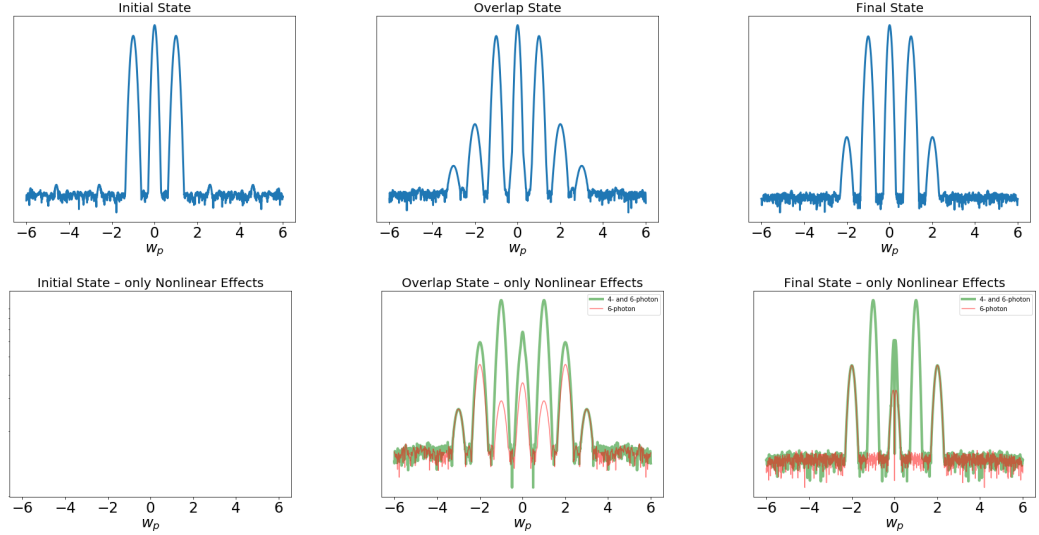 Initial State
Overlap State
Final State
−6 −4 −2 0 2 4 6
−6 −4 −2 0 2 4 6
−6 −4 −2 0 2 4 6
w_p
w_p
w_p
Initial State – only Nonlinear Effects
Overlap State – only Nonlinear Effects
Final State – only Nonlinear Effects
4- and 6-photon
6-photon
4- and 6-photon
6-photon
−6 −4 −2 0 2 4 6
−6 −4 −2 0 2 4 6
−6 −4 −2 0 2 4 6
w_p
w_p
w_p